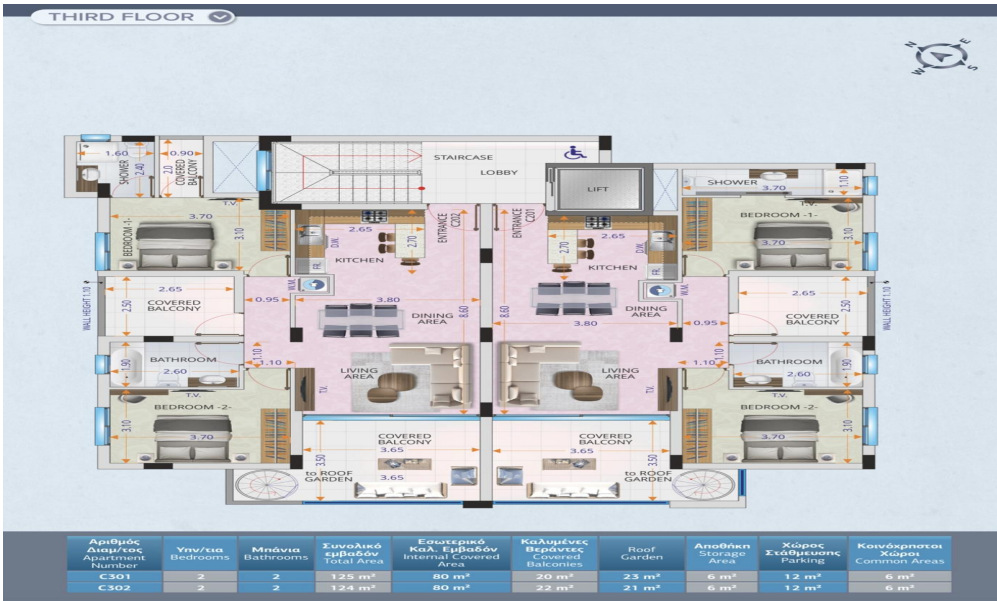 THIRD FLOOR
N E
W S
1.60
SHOWER
2.40
0.90
2.0
COVERED
BALCONY
STAIRCASE
LOBBY
LIFT
SHOWER
3.70
1.10
T.V.
3.70
BEDROOM -1-
3.10
2.65
D.W.
FR.
2.70
KITCHEN
W.M.
ENTRANCE
C202
ENTRANCE
C201
2.65
2.70
D.W.
FR.
KITCHEN
W.M.
T.V.
BEDROOM -1-
3.70
3.10
WALL HEIGHT 1.10
2.65
2.50
COVERED
BALCONY
0.95
3.80
DINING
AREA
8.60
8.60
DINING
AREA
3.80
0.95
2.65
2.50
COVERED
BALCONY
WALL HEIGHT 1.10
BATHROOM
1.90
2.60
1.10
1.10
LIVING
AREA
T.V.
LIVING
AREA
T.V.
1.10
1.10
BATHROOM
2.60
1.90
T.V.
BEDROOM -2-
3.10
3.70
COVERED
BALCONY
3.65
3.50
to ROOF
GARDEN
3.65
COVERED
BALCONY
3.65
3.50
to ROOF
GARDEN
T.V.
BEDROOM -2-
3.70
3.10
Αριθμός Διαμ/τος Apartment Number Υπν/τια Bedrooms Μπάνια Bathrooms Συνολικό εμβαδόν Total Area Εσωτερικό Καλ. Εμβαδόν Internal Covered Area Καλυμένες Βεράντες Covered Balconies Roof Garden Αποθήκη Storage Area Χώρος Στάθμευσης Parking Κοινόχρηστοι Χώροι Common Areas
C301 2 2 125 m² 80 m² 20 m² 23 m² 6 m² 12 m² 6 m²
C302 2 2 124 m² 80 m² 22 m² 21 m² 6 m² 12 m² 6 m²